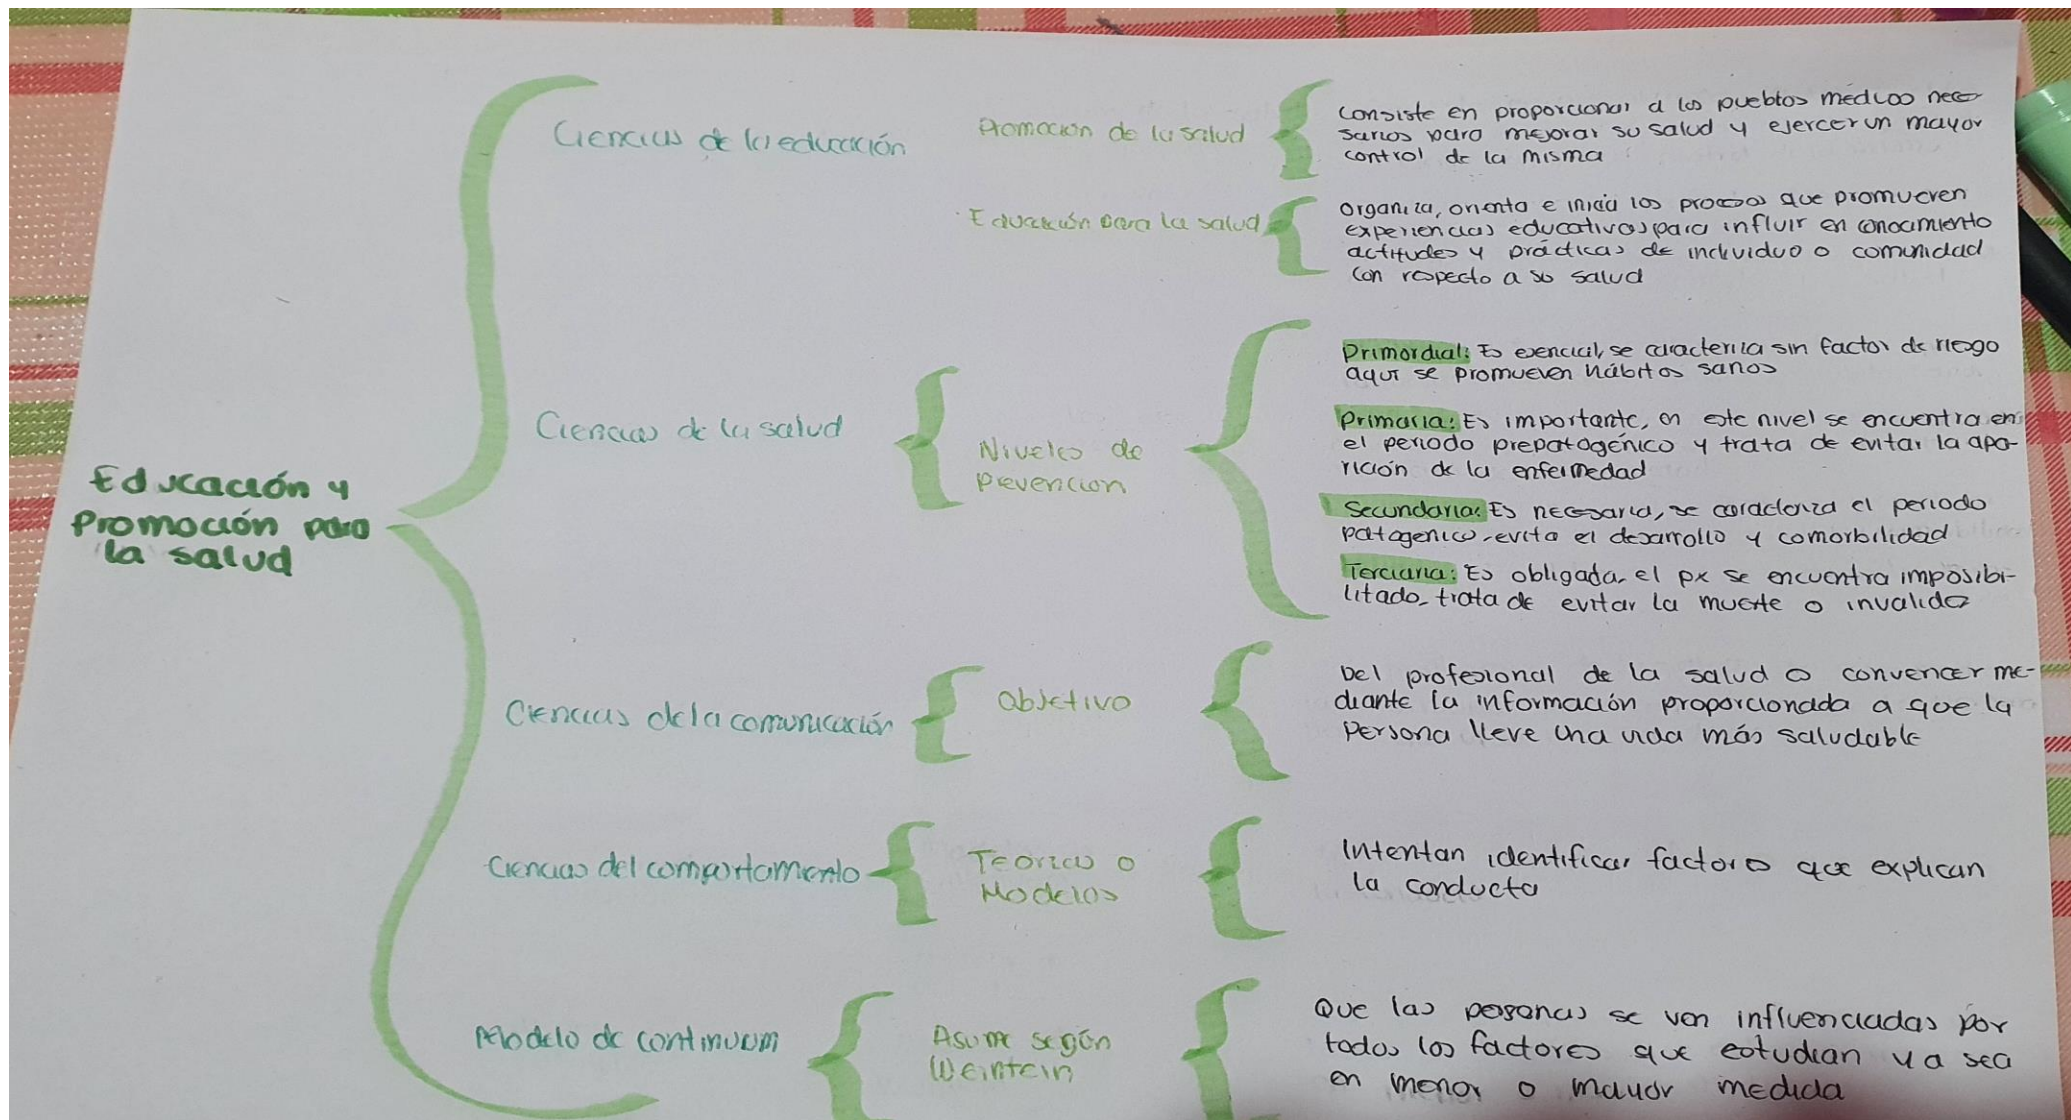 Educación y
Promoción para
la salud
Ciencias de la educación
Promocion de la salud
consiste en proporcionar a los pueblos medios nece-
sarios para mejorar su salud y ejercer un mayor
control de la misma
Educación para la salud
Organiza, orienta e inicia los procesos que promueven
experiencias educativas para influir en conocimiento
actitudes y prácticas de individuo o comunidad
con respecto a su salud
Ciencias de la salud
Niveles de
prevencion
Primordial: Es esencial, se caracteriza sin factor de riesgo
aquí se promueven hábitos sanos
Primaria: Es importante, en este nivel se encuentra en
el periodo prepatogénico y trata de evitar la apa-
rición de la enfermedad
Secundaria: Es necesaria, se caracteriza el periodo
patogenico, evita el desarrollo y comorbilidad
Terciaria: Es obligada, el px se encuentra imposibi-
litado, trata de evitar la muerte o invalidez
Ciencias de la comunicación
Objetivo
Del profesional de la salud o convencer me-
diante la información proporcionada a que la
persona lleve una vida más saludable
Ciencias del comportamiento
Teorias o
Modelos
Intentan identificar factores que explican
la conducta
Modelo de continuum
Asume según
Weintein
Que las personas se ven influenciadas por
todos los factores que estudian ya sea
en menor o mayor medida